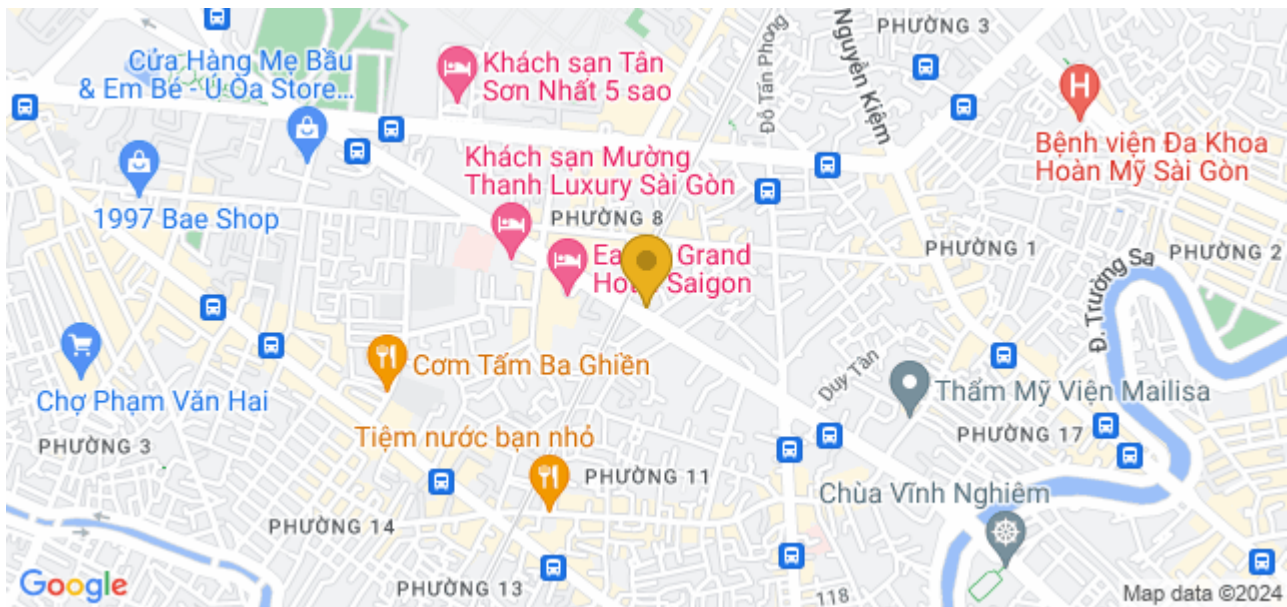 PHƯỜNG 3
Cửa Hàng Mẹ Bầu
& Em Bé - Ú Òa Store...
Khách sạn Tân
Sơn Nhất 5 sao
Đỗ Tấn Phong
Nguyễn Kiệm
H
Bệnh viện Đa Khoa
Hoàn Mỹ Sài Gòn
Khách sạn Mường
Thanh Luxury Sài Gòn
1997 Bae Shop
PHƯỜNG 8
PHƯỜNG 1
PHƯỜNG 2
Grand
Saigon
Đ. Trường Sa
Cơm Tấm Ba Ghiền
Duy Tân
Thẩm Mỹ Viện Mailisa
Chợ Phạm Văn Hai
PHƯỜNG 3
Tiệm nước bạn nhỏ
PHƯỜNG 17
PHƯỜNG 11
Chùa Vĩnh Nghiêm
PHƯỜNG 14
PHƯỜNG 13
118
Google
Map data ©2024